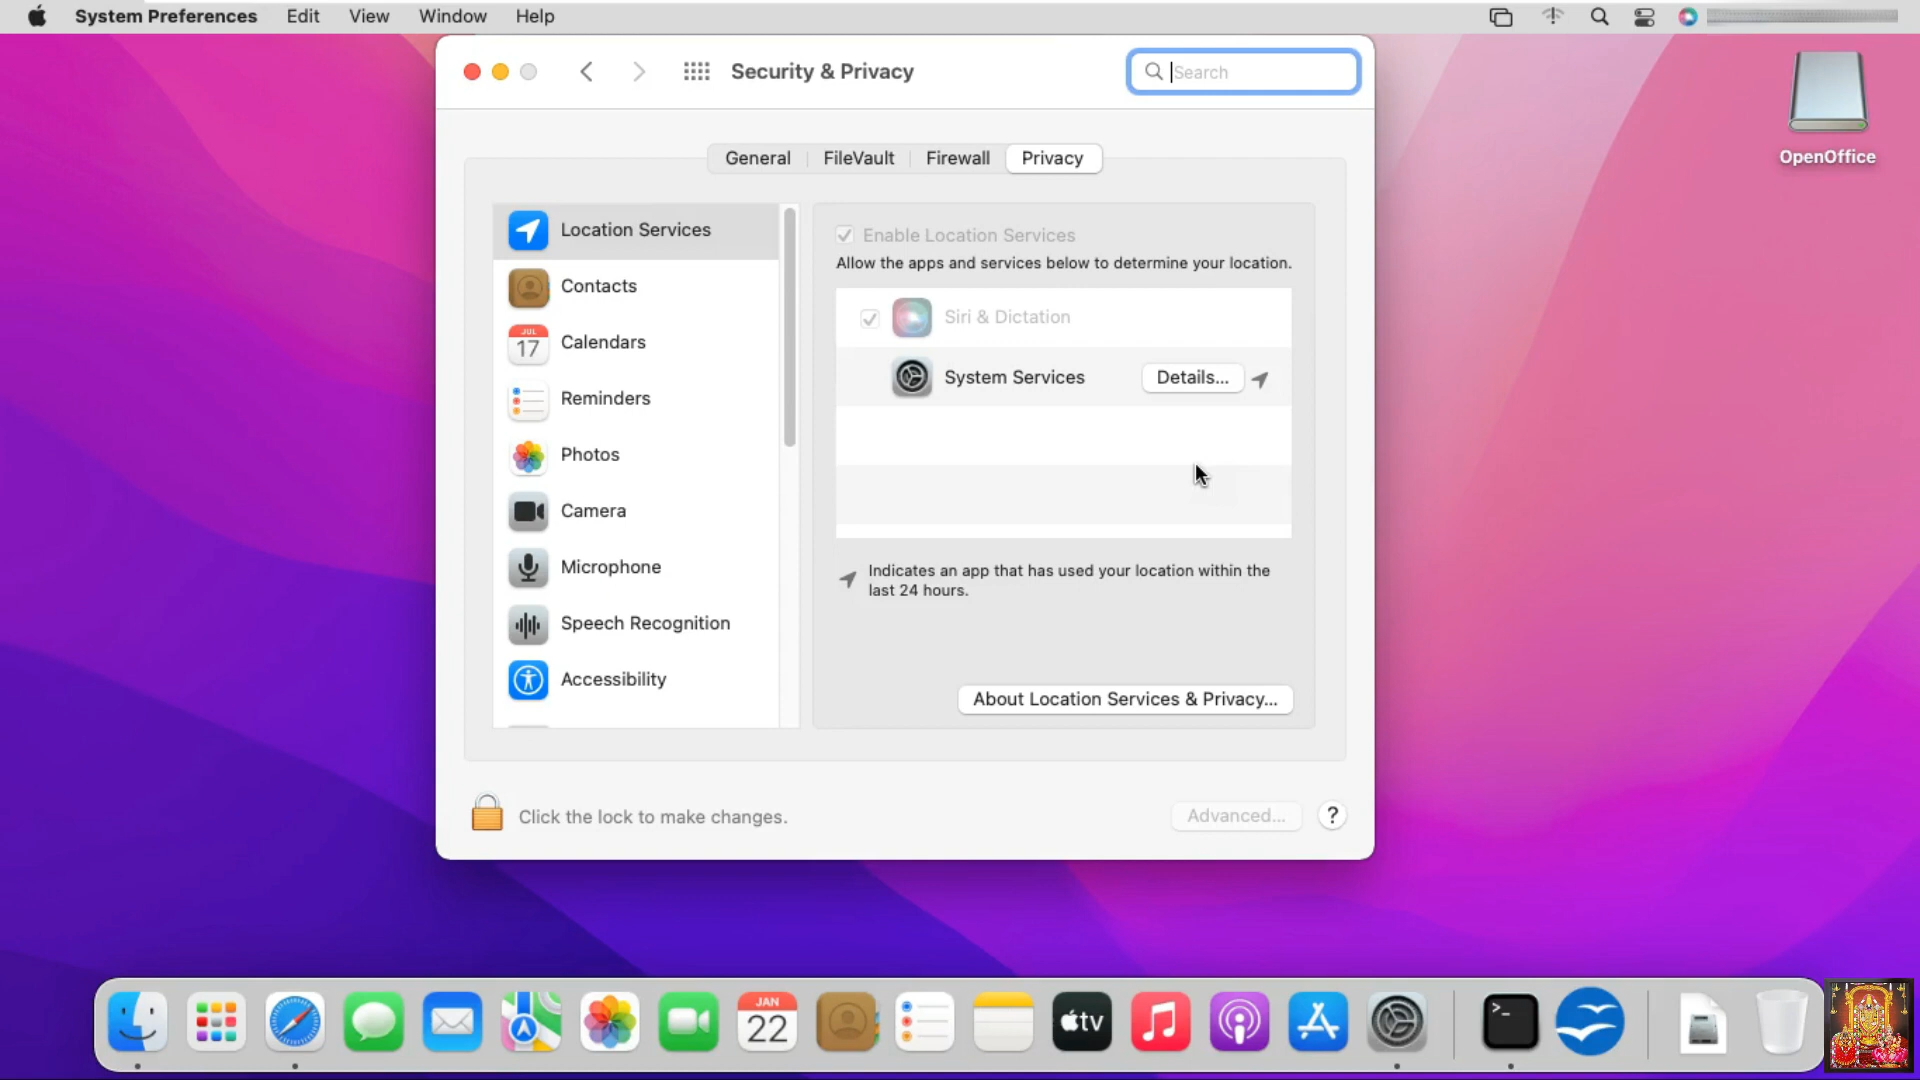 System Preferences Edit View Window Help
Security & Privacy
Search
OpenOffice
General FileVault Firewall Privacy
Location Services
Contacts
JUL
17
Calendars
Reminders
Photos
Camera
Microphone
Speech Recognition
Accessibility
Enable Location Services
Allow the apps and services below to determine your location.
Siri & Dictation
System Services Details...
Indicates an app that has used your location within the
last 24 hours.
About Location Services & Privacy...
Click the lock to make changes.
Advanced... ?
JAN
22
tv
>_